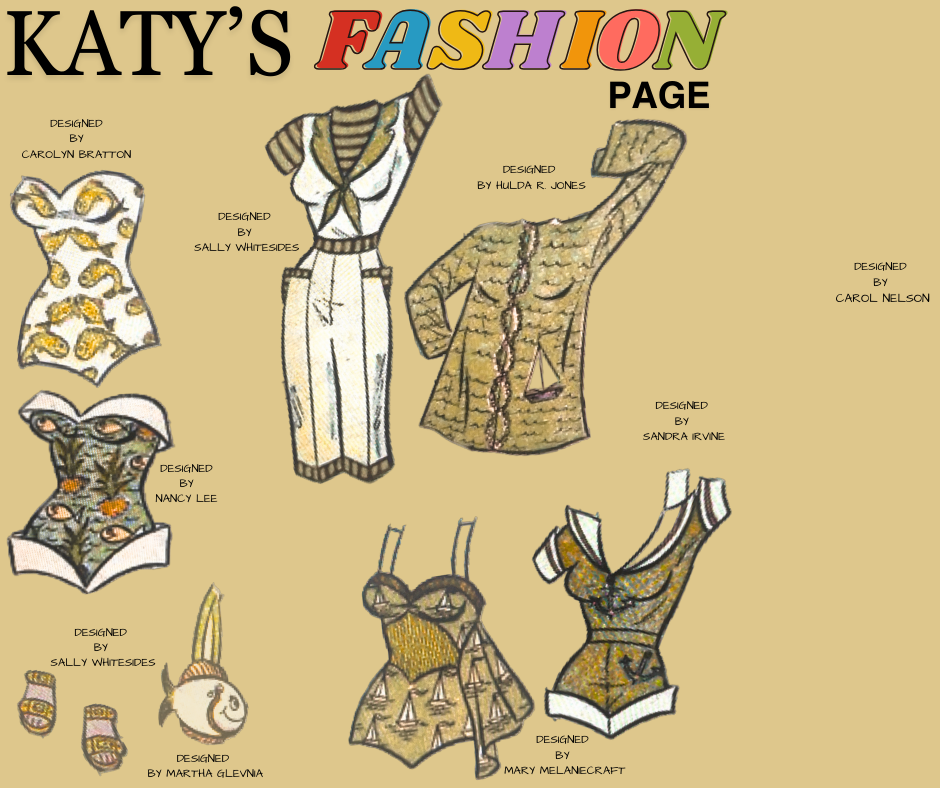 KATY'S FASHION
PAGE
DESIGNED
BY
CAROLYN BRATTON
DESIGNED
BY HULDA R. JONES
DESIGNED
BY
SALLY WHITESIDES
DESIGNED
BY
CAROL NELSON
DESIGNED
BY
SANDRA IRVINE
DESIGNED
BY
NANCY LEE
DESIGNED
BY
SALLY WHITESIDES
DESIGNED
BY
MARY MELANIECRAFT
DESIGNED
BY MARTHA GLEVNIA